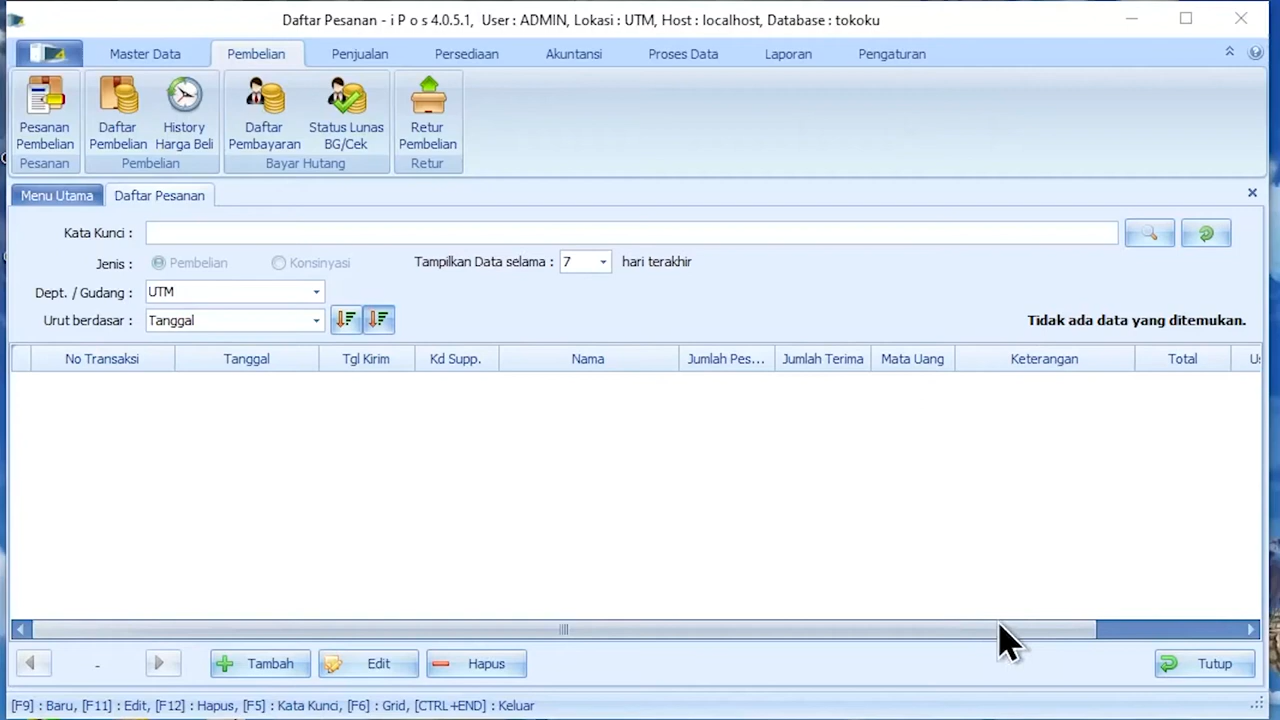 Daftar Pesanan - i P o s 4.0.5.1, User : ADMIN, Lokasi : UTM, Host : localhost, Database : tokoku
Master Data Pembelian Penjualan Persediaan Akuntansi Proses Data Laporan Pengaturan
Pesanan Pembelian
Daftar Pembelian
History Harga Beli
Daftar Pembayaran
Status Lunas BG/Cek
Retur Pembelian
Pesanan Pembelian Bayar Hutang Retur
Menu Utama Daftar Pesanan
Kata Kunci :
Jenis : Pembelian Konsinyasi Tampilkan Data selama : 7 hari terakhir
Dept. / Gudang : UTM
Urut berdasar : Tanggal Tidak ada data yang ditemukan.
No Transaksi Tanggal Tgl Kirim Kd Supp. Nama Jumlah Pes... Jumlah Terima Mata Uang Keterangan Total
- Tambah Edit Hapus Tutup
[F9] : Baru, [F11] : Edit, [F12] : Hapus, [F5] : Kata Kunci, [F6] : Grid, [CTRL+END] : Keluar